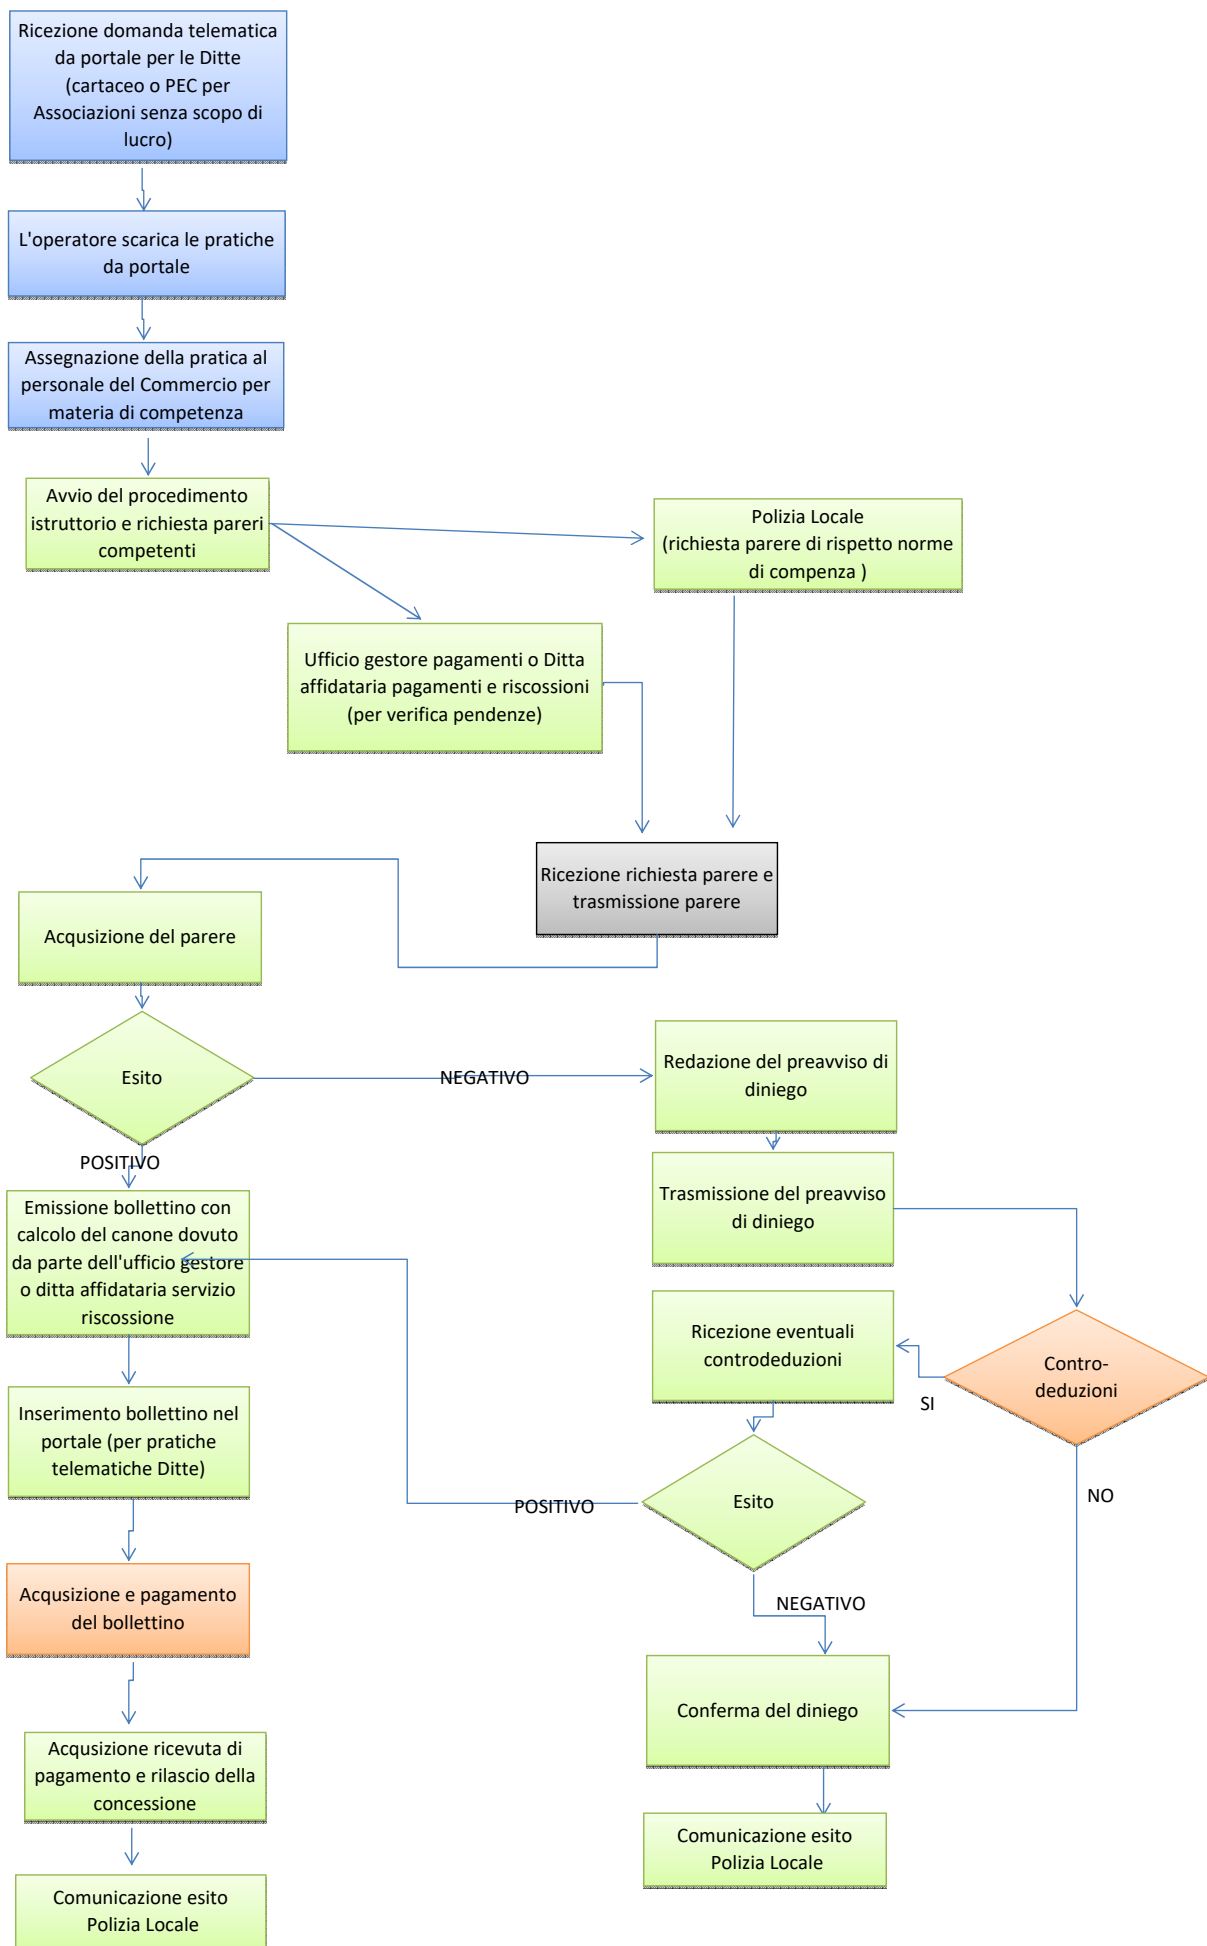 Ricezione domanda telematica
da portale per le Ditte
(cartaceo o PEC per
Associazioni senza scopo di
lucro)
L'operatore scarica le pratiche
da portale
Assegnazione della pratica al
personale del Commercio per
materia di competenza
Avvio del procedimento
istruttorio e richiesta pareri
competenti
Polizia Locale
(richiesta parere di rispetto norme
di compenza )
Ufficio gestore pagamenti o Ditta
affidataria pagamenti e riscossioni
(per verifica pendenze)
Ricezione richiesta parere e
trasmissione parere
Acqusizione del parere
Esito
NEGATIVO
Redazione del preavviso di
diniego
POSITIVO
Trasmissione del preavviso
di diniego
Emissione bollettino con
calcolo del canone dovuto
da parte dell'ufficio gestore
o ditta affidataria servizio
riscossione
Ricezione eventuali
controdeduzioni
Contro-
deduzioni
SI
NO
Inserimento bollettino nel
portale (per pratiche
telematiche Ditte)
POSITIVO
Esito
NEGATIVO
Acqusizione e pagamento
del bollettino
Conferma del diniego
Acqusizione ricevuta di
pagamento e rilascio della
concessione
Comunicazione esito
Polizia Locale
Comunicazione esito
Polizia Locale